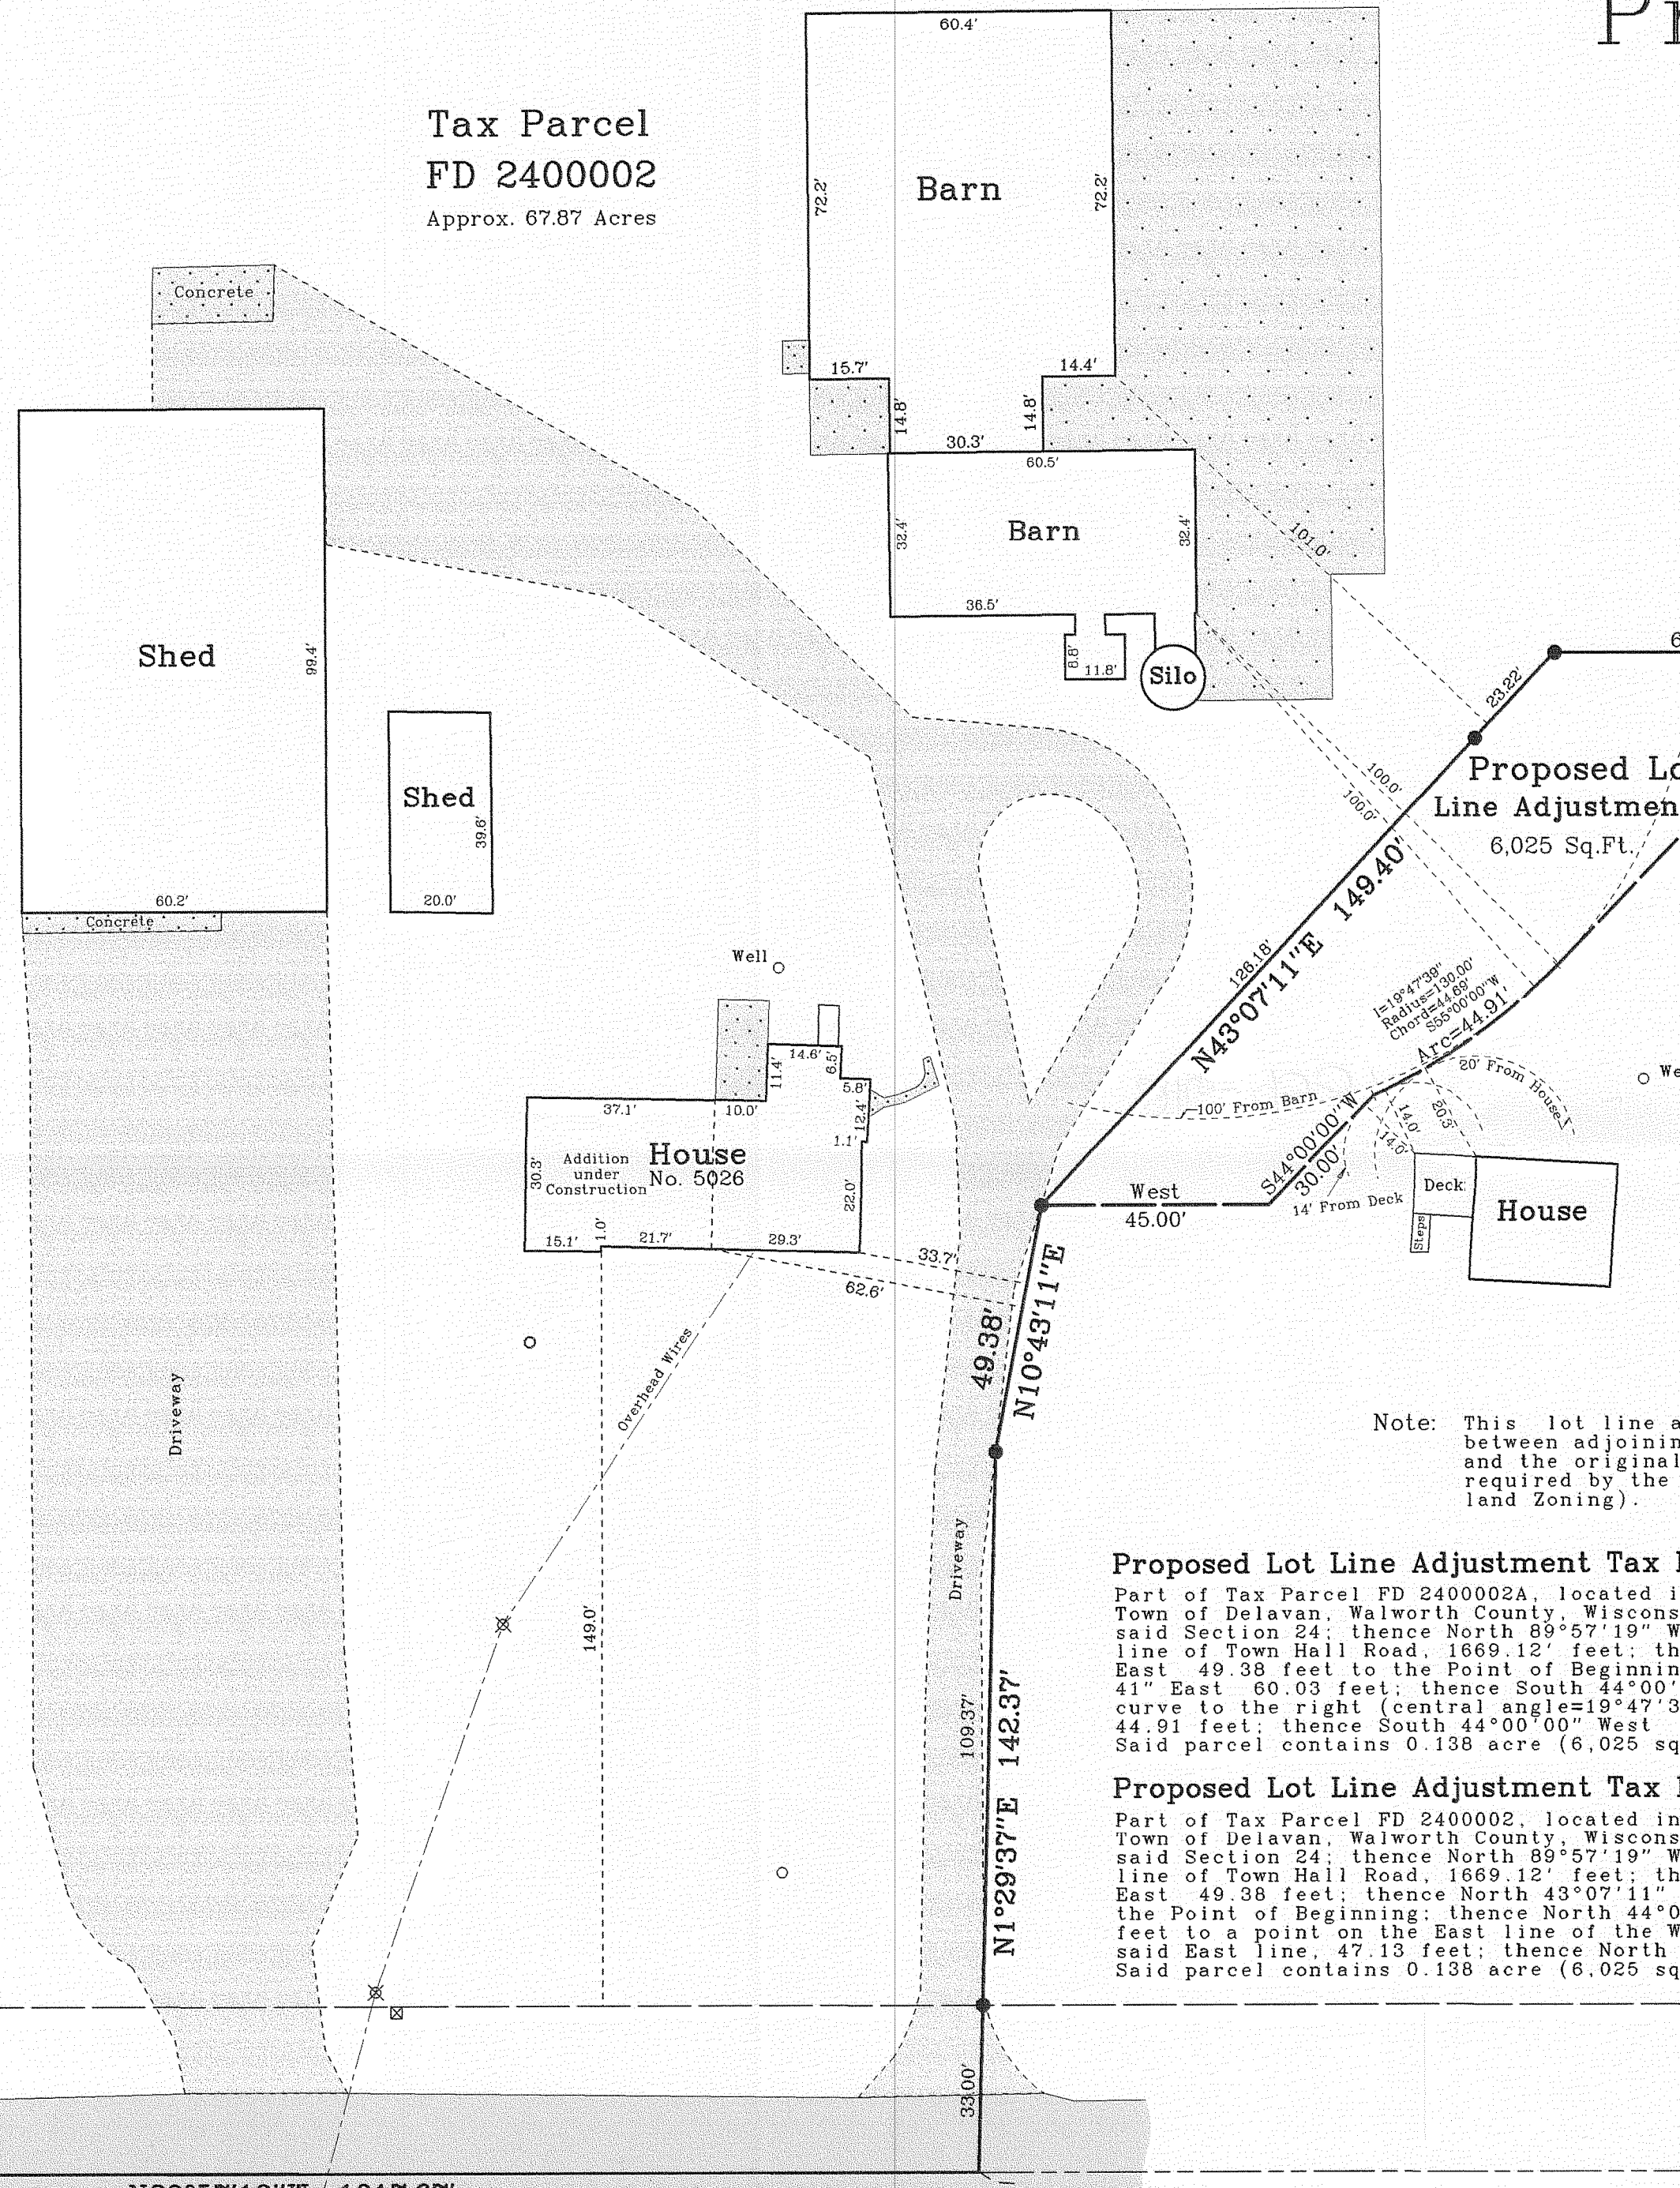 Tax Parcel
FD 2400002
Approx. 67.87 Acres
60.4'
72.2'
Barn
72.2'
Concrete
15.7'
14.4'
14.8'
14.8'
30.3'
60.5'
32.4'
Barn
32.4'
101.0'
36.5'
8.8'
11.8'
Silo
Shed
99.4'
60.2'
Concrete
Shed
39.6'
20.0'
23.22'
Proposed
Line
6,025 Sq.Ft.
100.0'
100.0'
N43°07'11"E 149.40'
126.18'
I=19°47'39"
Radius=130.00'
Chord=44.69'
S55°00'00"W
Arc=44.91'
Well
14.6'
6.5'
11.4'
5.8'
37.1'
10.0'
12.4'
1.1'
House
No. 5026
Addition
under
Construction
30.3'
22.0'
15.1'
1.0'
21.7'
29.3'
33.7'
62.6'
100' From Barn
20' From House
S44°00'00"W
30.00'
14.0'
14.0'
20.5'
14' From Deck
West
45.00'
Deck
Steps
House
49.38'
N10°43'11"E
Overhead Wires
Driveway
149.0'
Driveway
109.37'
N1°29'37"E 142.37'
33.00'
Note: This lot line
between
and the original
required by the
land Zoning).
Proposed Lot Line Adjustment Tax
Part of Tax Parcel FD 2400002A, located
Town of Delavan, Walworth County,
said Section 24; thence North 89°57'19"
line of Town Hall Road, 1669.12' feet;
East 49.38 feet to the Point of
41" East 60.03 feet; thence South
curve to the right (central
44.91 feet; thence South 44°00'00" West
Said parcel contains 0.138 acre (6,025
Proposed Lot Line Adjustment Tax
Part of Tax Parcel FD 2400002, located in
Town of Delavan, Walworth County,
said Section 24; thence North 89°57'19"
line of Town Hall Road, 1669.12' feet;
East 49.38 feet; thence North 43°07'11"
the Point of Beginning; thence North
feet to a point on the East line of the
said East line, 47.13 feet; thence North
Said parcel contains 0.138 acre (6,025